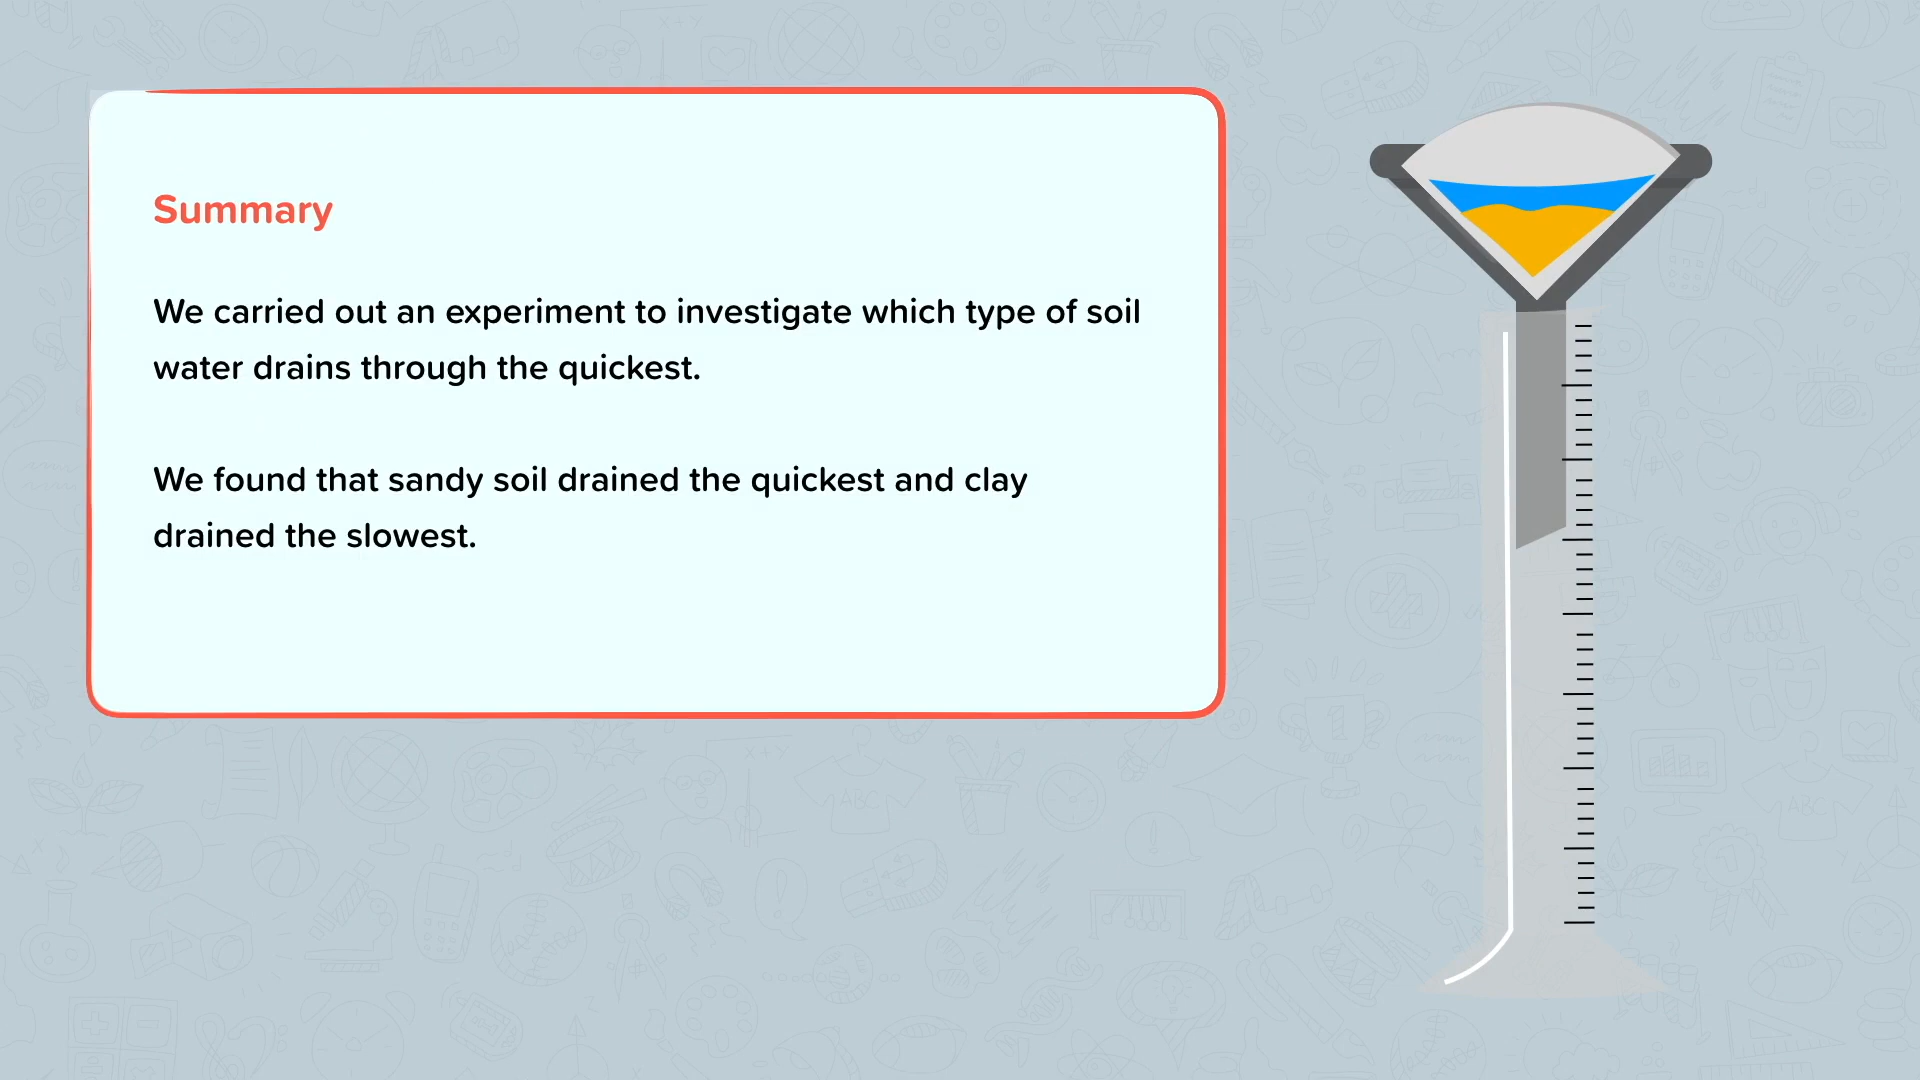 Summary
We carried out an experiment to investigate which type of soil
water drains through the quickest.
We found that sandy soil drained the quickest and clay
drained the slowest.